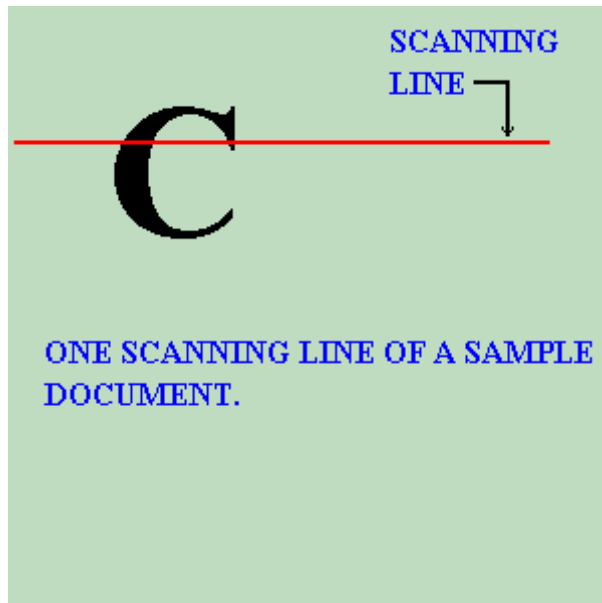 SCANNING
LINE
C
ONE SCANNING LINE OF A SAMPLE
DOCUMENT.